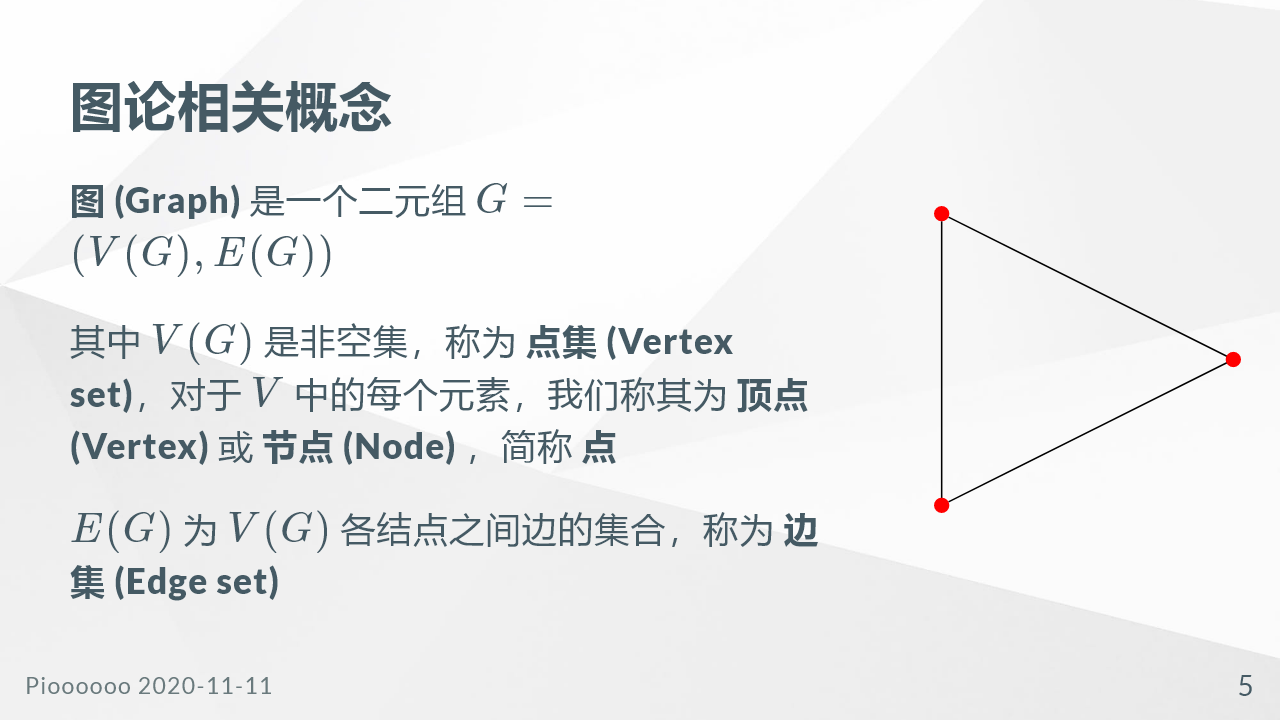 图论相关概念
图 (Graph) 是一个二元组 G =
(V(G), E(G))
其中 V(G) 是非空集，称为 点集 (Vertex
set)，对于 V 中的每个元素，我们称其为 顶点
(Vertex) 或 节点 (Node) ，简称 点
E(G) 为 V(G) 各结点之间边的集合，称为 边
集 (Edge set)
Pioooooo 2020-11-11
5